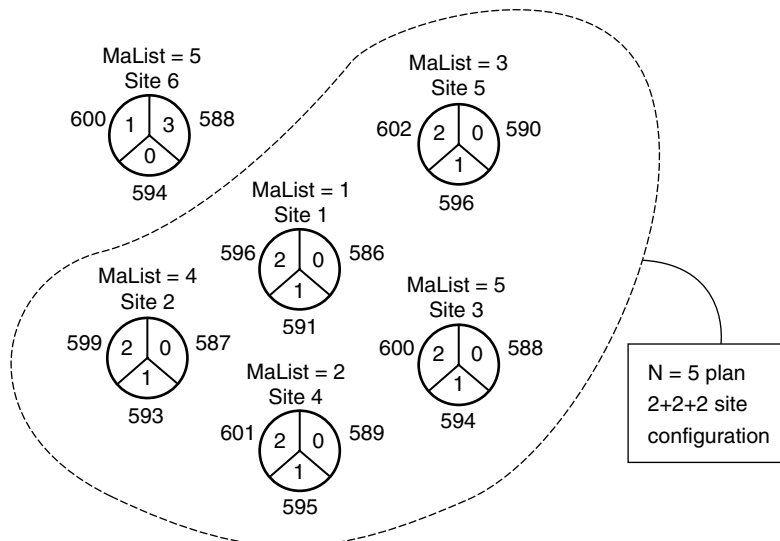 MaList = 5
Site 6
600
1
3
588
0
594
MaList = 3
Site 5
602
2
0
590
1
596
MaList = 1
Site 1
596
2
0
586
1
591
MaList = 4
Site 2
599
2
0
587
1
593
MaList = 5
Site 3
600
2
0
588
1
594
MaList = 2
Site 4
601
2
0
589
1
595
N = 5 plan
2+2+2 site
configuration